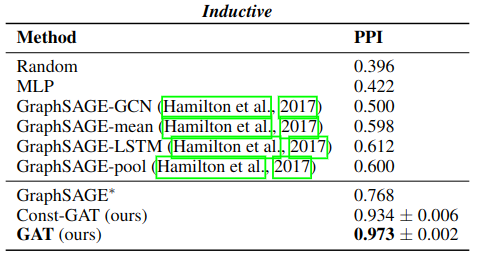 Inductive
Method PPI
Random 0.396
MLP 0.422
GraphSAGE-GCN (Hamilton et al., 2017) 0.500
GraphSAGE-mean (Hamilton et al., 2017) 0.598
GraphSAGE-LSTM (Hamilton et al., 2017) 0.612
GraphSAGE-pool (Hamilton et al., 2017) 0.600
GraphSAGE* 0.768
Const-GAT (ours) 0.934 ± 0.006
GAT (ours) 0.973 ± 0.002